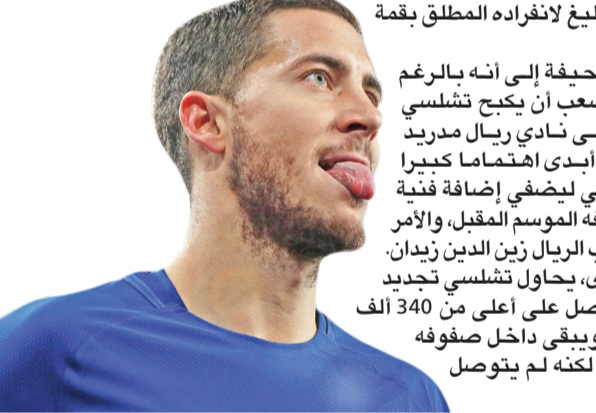 ليغ لانفراده المطلق بقمة
حيفة إلى أنه بالرغم
عب أن يكبح تشلسي
ى نادي ريال مدريد
أبدى اهتماما كبيرا
ي ليضفي إضافة فنية
ه الموسم المقبل، والأمر
الريال زين الدين زيدان.
ى، يحاول تشلسي تجديد
صل على أعلى من 340 ألف
ويبقى داخل صفوفه
لكنه لم يتوصل